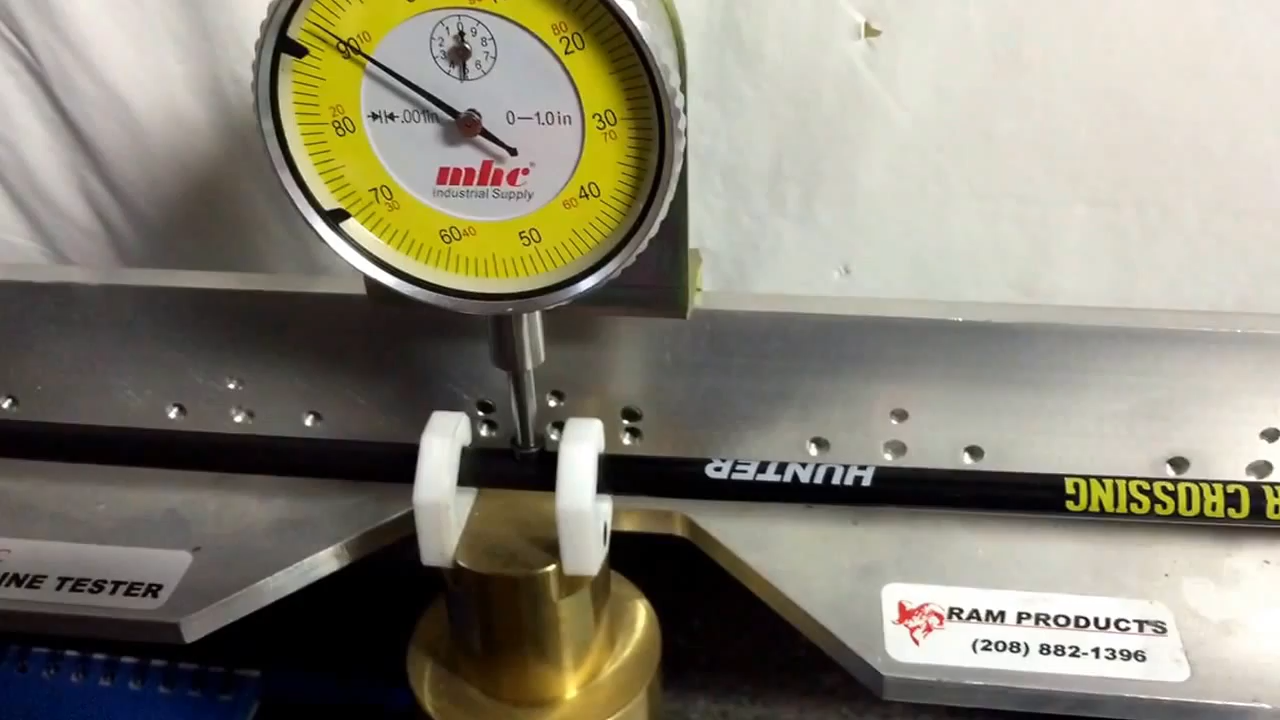 90 10
80 20
20 80
30 70
40 60
50
60 40
70 30
.001in
0—1.0in
mhc
Industrial Supply
HUNTER
R CROSSING
INE TESTER
RAM PRODUCTS
(208) 882-1396